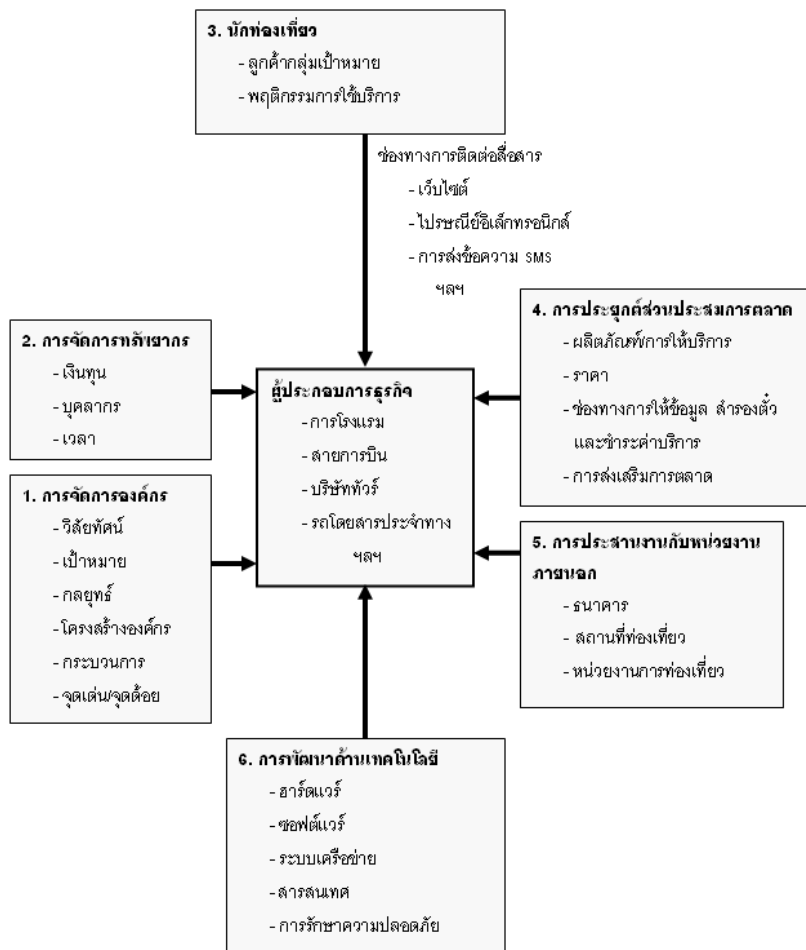 3. นักท่องเที่ยว
- ลูกค้ากลุ่มเป้าหมาย
- พฤติกรรมการใช้บริการ
ช่องทางการติดต่อสื่อสาร
- เว็บไซต์
- ไปรษณีย์อิเล็กทรอนิกส์
- การส่งข้อความ SMS
ฯลฯ
2. การจัดการทรัพยากร
- เงินทุน
- บุคลากร
- เวลา
1. การจัดการองค์กร
- วิสัยทัศน์
- เป้าหมาย
- กลยุทธ์
- โครงสร้างองค์กร
- กระบวนการ
- จุดเด่น/จุดด้อย
ผู้ประกอบการธุรกิจ
- การโรงแรม
- สายการบิน
- บริษัททัวร์
- รถโดยสารประจำทาง
ฯลฯ
4. การประยุกต์ส่วนประสมการตลาด
- ผลิตภัณฑ์/การให้บริการ
- ราคา
- ช่องทางการให้ข้อมูล สำรองตั๋ว
และชำระค่าบริการ
- การส่งเสริมการตลาด
5. การประสานงานกับหน่วยงาน
ภายนอก
- ธนาคาร
- สถานที่ท่องเที่ยว
- หน่วยงานการท่องเที่ยว
6. การพัฒนาด้านเทคโนโลยี
- ฮาร์ดแวร์
- ซอฟต์แวร์
- ระบบเครือข่าย
- สารสนเทศ
- การรักษาความปลอดภัย